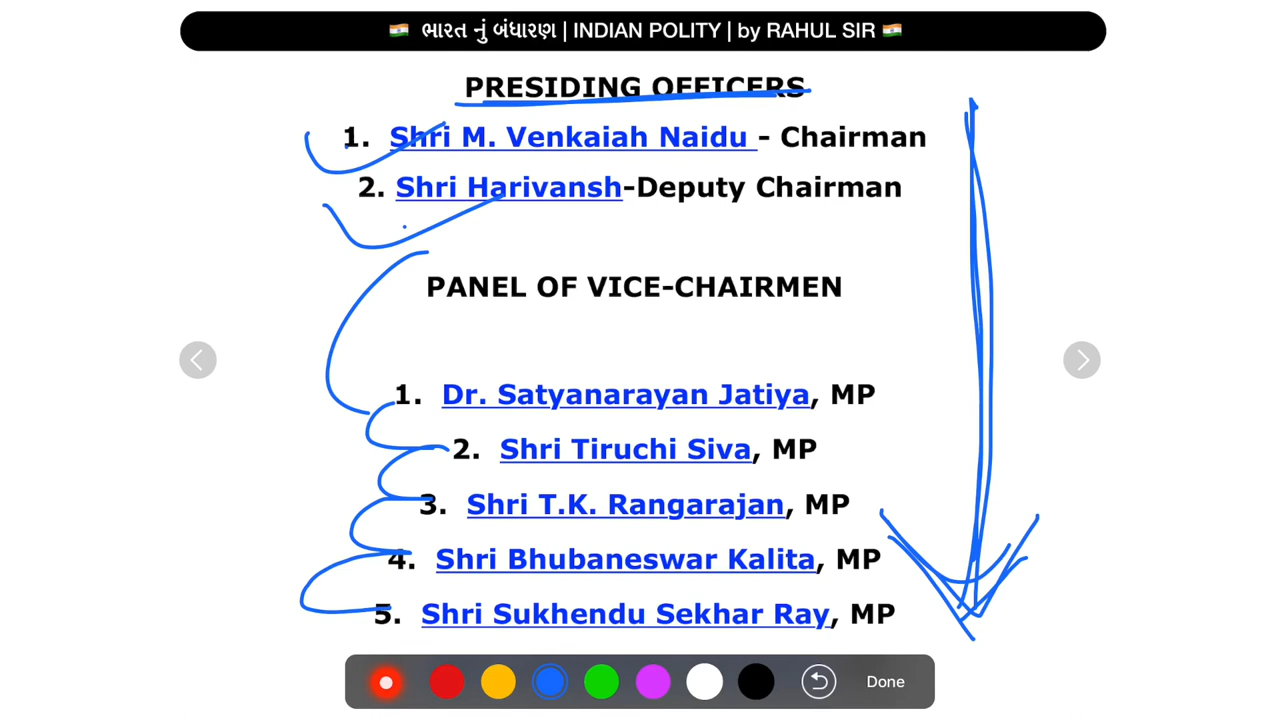 🇮🇳 ભારત નું બંધારણ | INDIAN POLITY | by RAHUL SIR 🇮🇳
PRESIDING OFFICERS
1. Shri M. Venkaiah Naidu - Chairman
2. Shri Harivansh-Deputy Chairman
PANEL OF VICE-CHAIRMEN
1. Dr. Satyanarayan Jatiya, MP
2. Shri Tiruchi Siva, MP
3. Shri T.K. Rangarajan, MP
4. Shri Bhubaneswar Kalita, MP
5. Shri Sukhendu Sekhar Ray, MP
Done